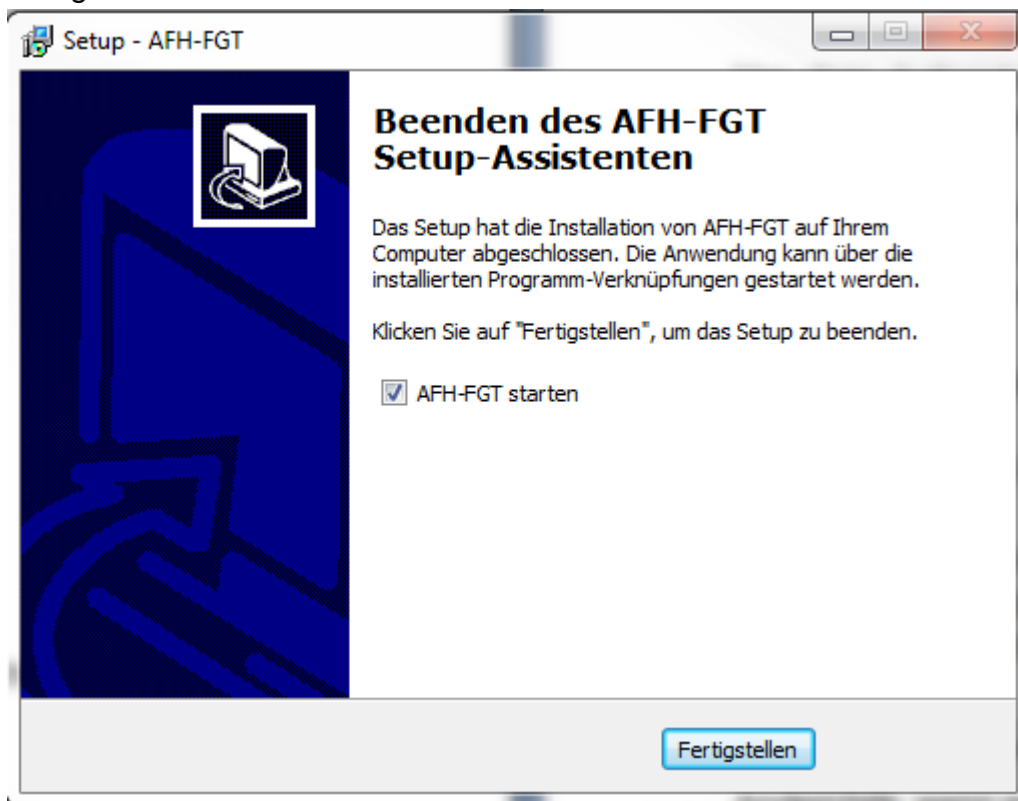 Setup - AFH-FGT
Beenden des AFH-FGT
Setup-Assistenten
Das Setup hat die Installation von AFH-FGT auf Ihrem
Computer abgeschlossen. Die Anwendung kann über die
installierten Programm-Verknüpfungen gestartet werden.
Klicken Sie auf "Fertigstellen", um das Setup zu beenden.
AFH-FGT starten
Fertigstellen